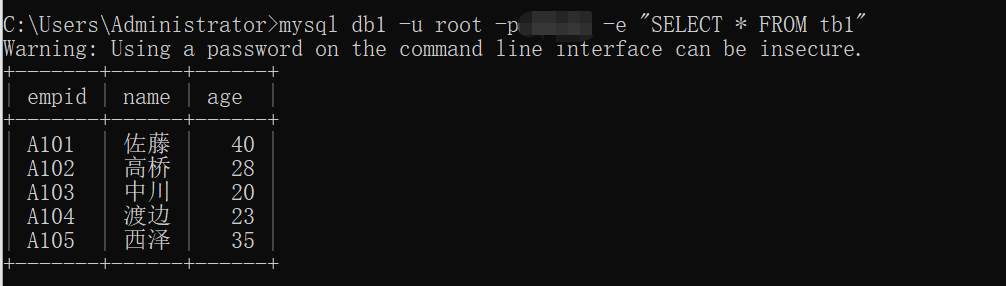 C:\Users\Administrator>mysql db1 -u root -p -e "SELECT * FROM tb1"
Warning: Using a password on the command line interface can be insecure.
+-------+------+------+
| empid | name | age  |
+-------+------+------+
| A101  | 佐藤 |   40 |
| A102  | 高桥 |   28 |
| A103  | 中川 |   20 |
| A104  | 渡边 |   23 |
| A105  | 西泽 |   35 |
+-------+------+------+